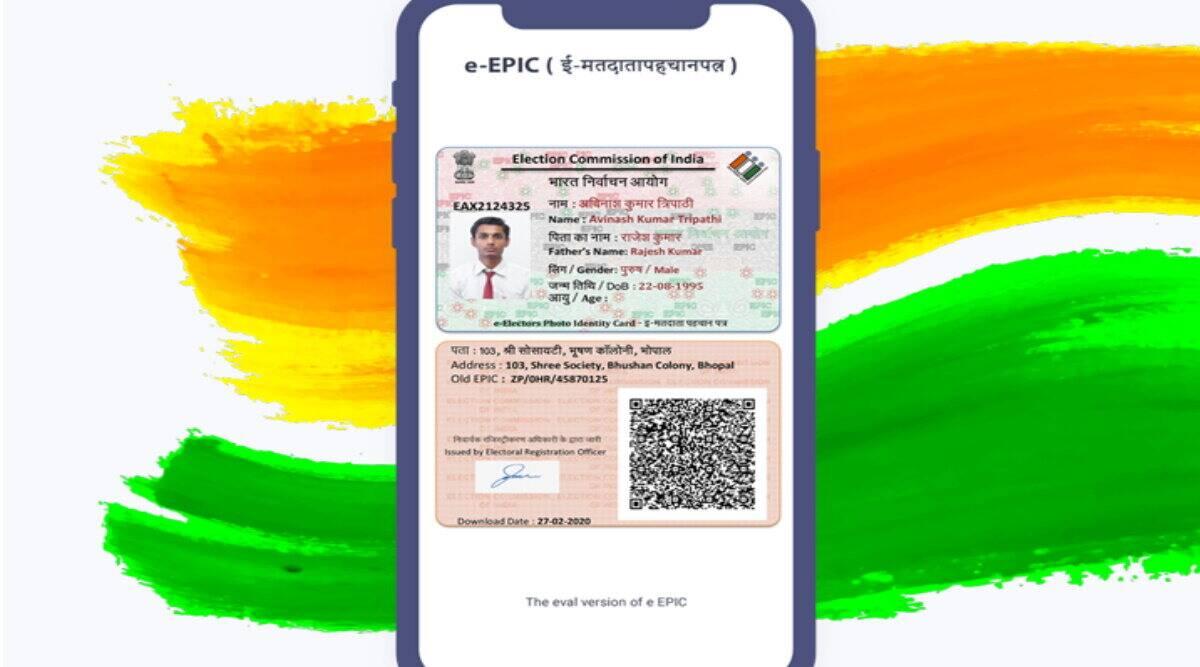 e-EPIC ( ई-मतदातापहचानपत्र )
Election Commission of India
भारत निर्वाचन आयोग
EAX2124325
नाम : अविनाश कुमार त्रिपाठी
Name : Avinash Kumar Tripathi
पिता का नाम : राजेश कुमार
Father's Name: Rajesh Kumar
लिंग / Gender: पुरुष / Male
जन्म तिथि / DoB : 22-08-1995
आयु / Age :
e-Electors Photo Identity Card - ई-मतदाता पहचान पत्र
पता : 103, श्री सोसायटी, भूषण कॉलोनी, भोपाल
Address : 103, Shree Society, Bhushan Colony, Bhopal
Old EPIC : ZP/0HR/45870125
रजिस्ट्रीकरण अधिकारी के द्वारा जारी
Issued by Electoral Registration Officer
Download Date : 27-02-2020
The eval version of e EPIC